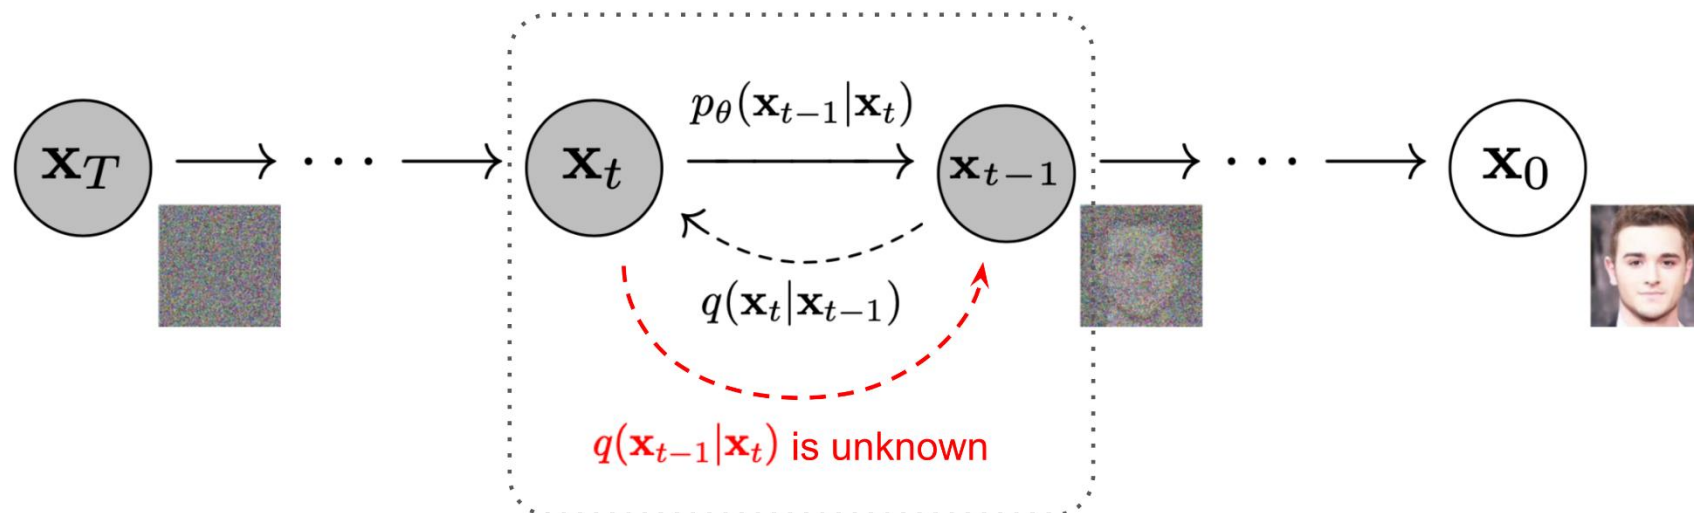 p_θ(x_{t−1}|x_t)
x_T → ··· → x_t → x_{t−1} → ··· → x_0
q(x_t|x_{t−1})
q(x_{t−1}|x_t) is unknown